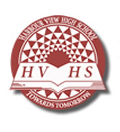 HARBOUR VIEW HIGH SCHOOL
HV HS
TOWARDS TOMORROW